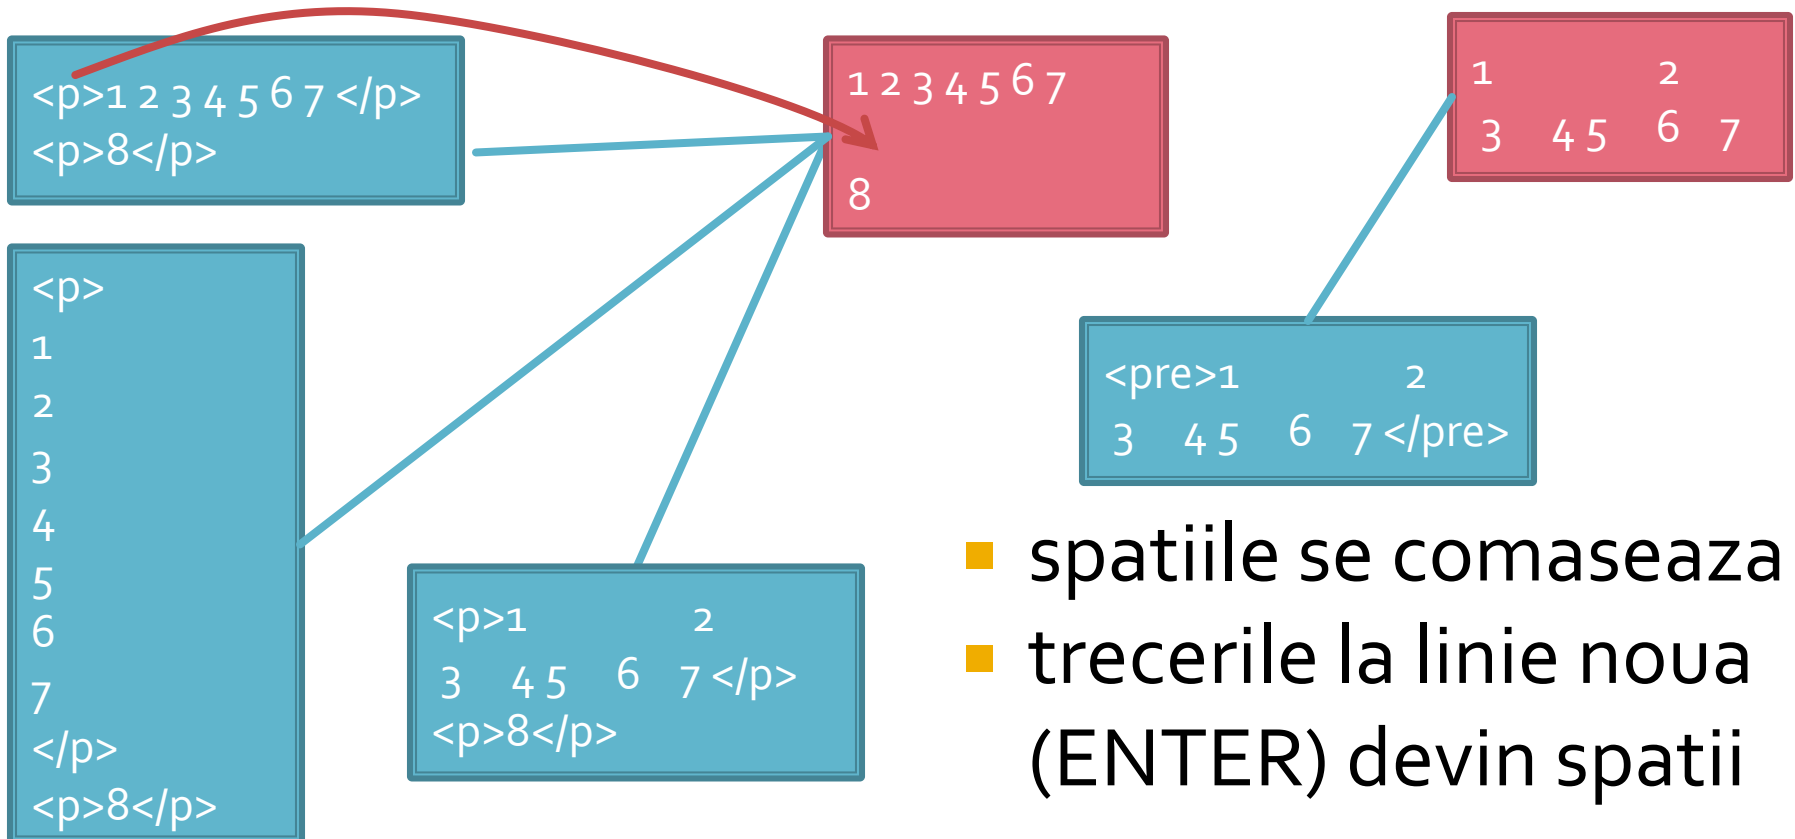 <p>1 2 3 4 5 6 7 </p>
<p>8</p>
1 2 3 4 5 6 7
8
1 2
3 4 5 6 7
<p>
1
2
3
4
5
6
7
</p>
<p>8</p>
<p>1 2
3 4 5 6 7 </p>
<p>8</p>
<pre>1 2
3 4 5 6 7 </pre>
spatiile se comaseaza
trecerile la linie noua
(ENTER) devin spatii